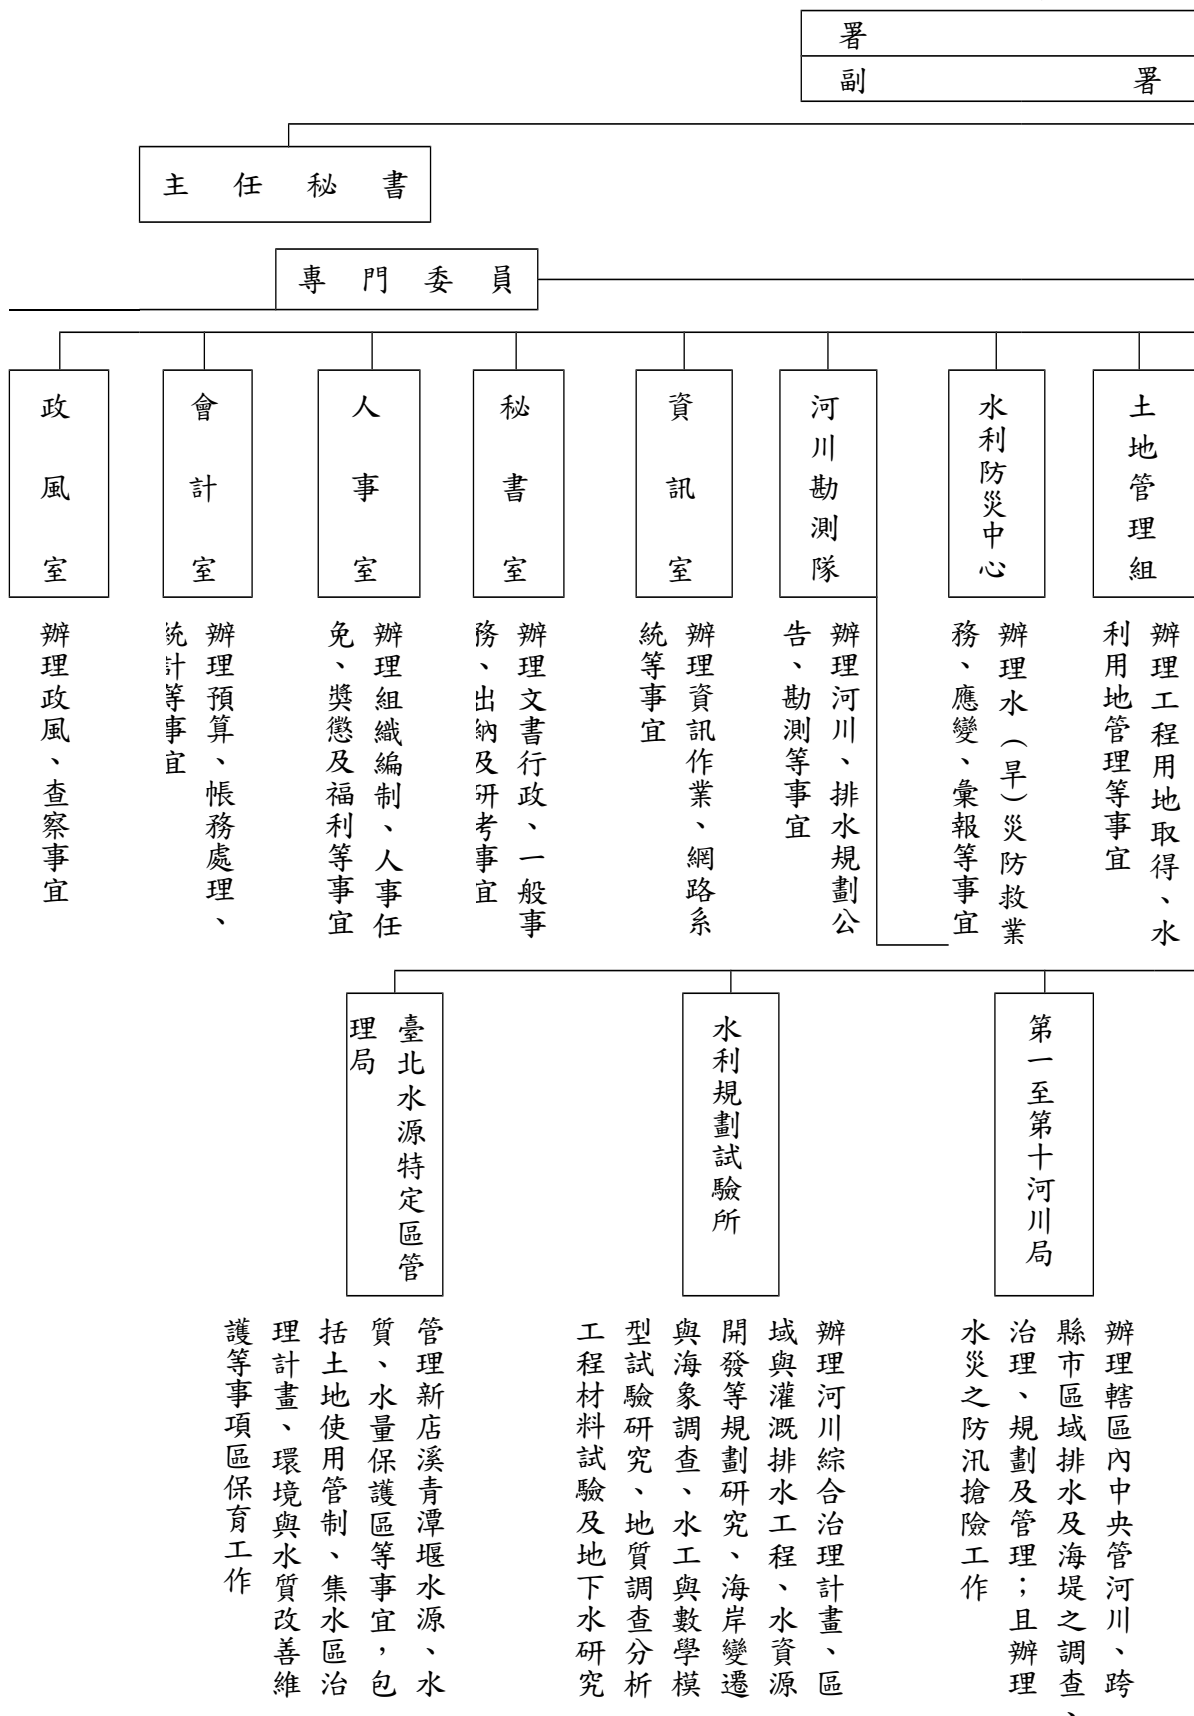 署
副署
主任秘書
專門委員
土地管理組
水利防災中心
河川勘測隊
資訊室
秘書室
人事室
會計室
政風室
辦理工程用地取得、水
利用地管理等事宜
辦理水（旱）災防救業
務、應變、彙報等事宜
辦理河川、排水規劃公
告、勘測等事宜
辦理資訊作業、網路系
統等事宜
辦理文書行政、一般事
務、出納及研考事宜
辦理組織編制、人事任
免、獎懲及福利等事宜
辦理預算、帳務處理、
統計等事宜
辦理政風、查察事宜
第一至第十河川局
水利規劃試驗所
臺北水源特定區管
理局
辦理轄區內中央管河川、跨
縣市區域排水及海堤之調查、
治理、規劃及管理；且辦理
水災之防汛搶險工作
辦理河川綜合治理計畫、區
域與灌溉排水工程、水資源
開發等規劃研究、海岸變遷
與海象調查、水工與數學模
型試驗研究、地質調查分析
工程材料試驗及地下水研究
管理新店溪青潭堰水源、水
質、水量保護區等事宜，包
括土地使用管制、集水區治
理計畫、環境與水質改善維
護等事項區保育工作